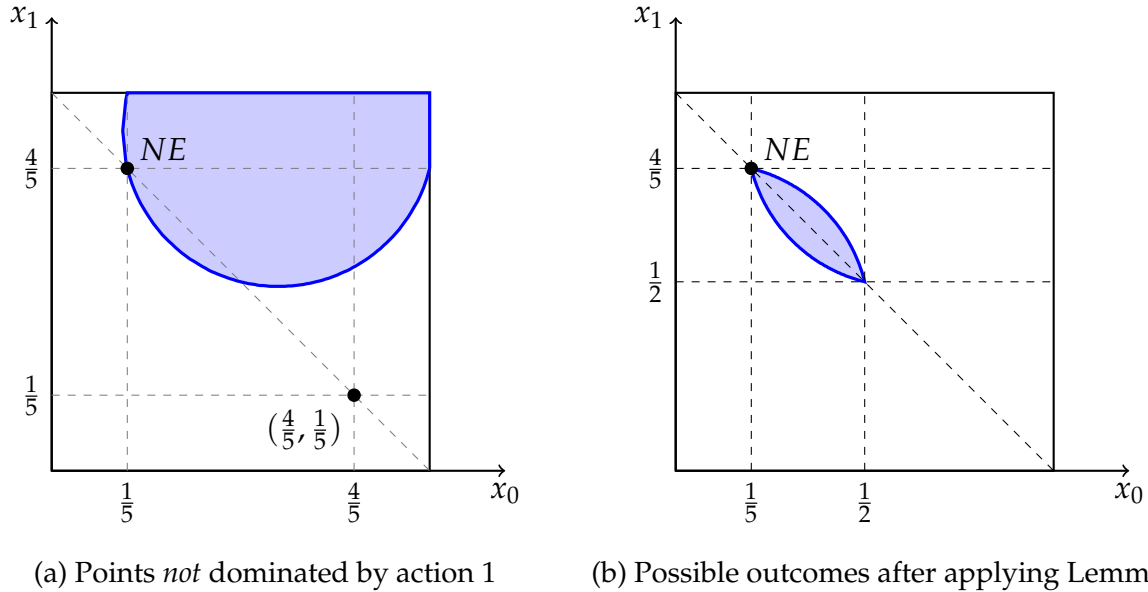 x₁
NE
4/5
1/5
(4/5, 1/5)
1/5
4/5
x₀
(a) Points not dominated by action 1
x₁
NE
4/5
1/2
1/5
1/2
x₀
(b) Possible outcomes after applying Lemm